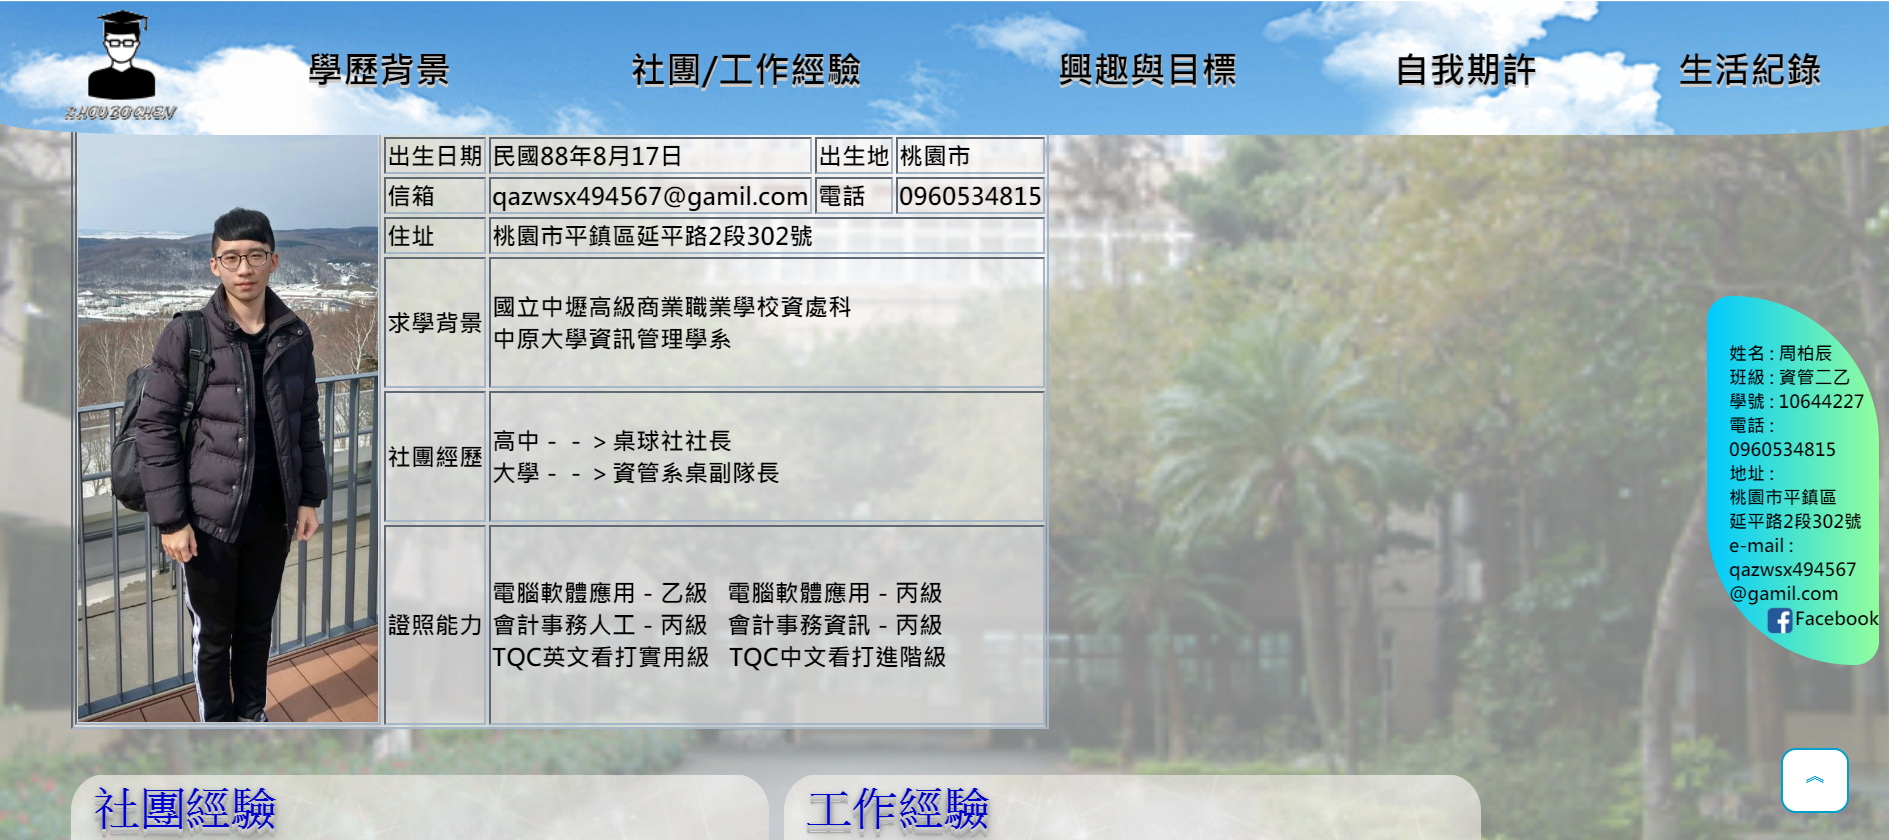 ZHOU BO CHEN
學歷背景
社團/工作經驗
興趣與目標
自我期許
生活紀錄
出生日期 民國88年8月17日 出生地 桃園市
信箱 qazwsx494567@gamil.com 電話 0960534815
住址 桃園市平鎮區延平路2段302號
求學背景
國立中壢高級商業職業學校資處科
中原大學資訊管理學系
社團經歷
高中 - - > 桌球社社長
大學 - - > 資管系桌副隊長
證照能力
電腦軟體應用 - 乙級 電腦軟體應用 - 丙級
會計事務人工 - 丙級 會計事務資訊 - 丙級
TQC英文看打實用級 TQC中文看打進階級
姓名 : 周柏辰
班級 : 資管二乙
學號 : 10644227
電話 :
0960534815
地址 :
桃園市平鎮區
延平路2段302號
e-mail :
qazwsx494567
@gamil.com
Facebook
社團經驗
工作經驗